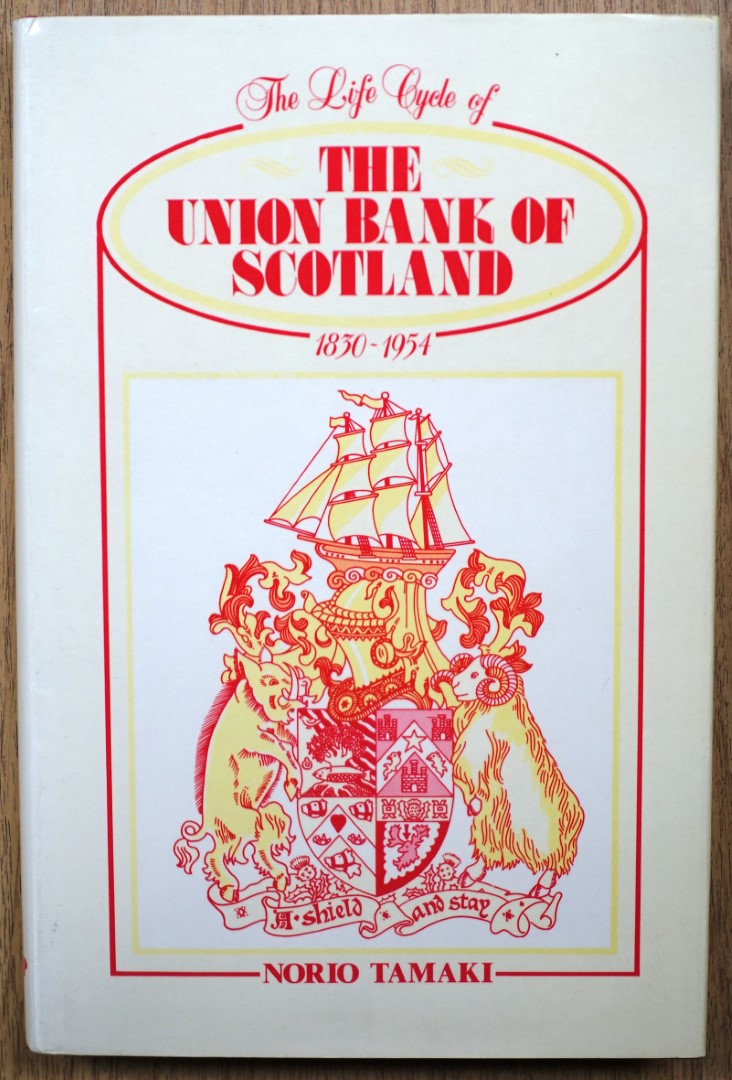 The Life Cycle of
THE
UNION BANK OF
SCOTLAND
1830-1954
A·shield and stay
NORIO TAMAKI